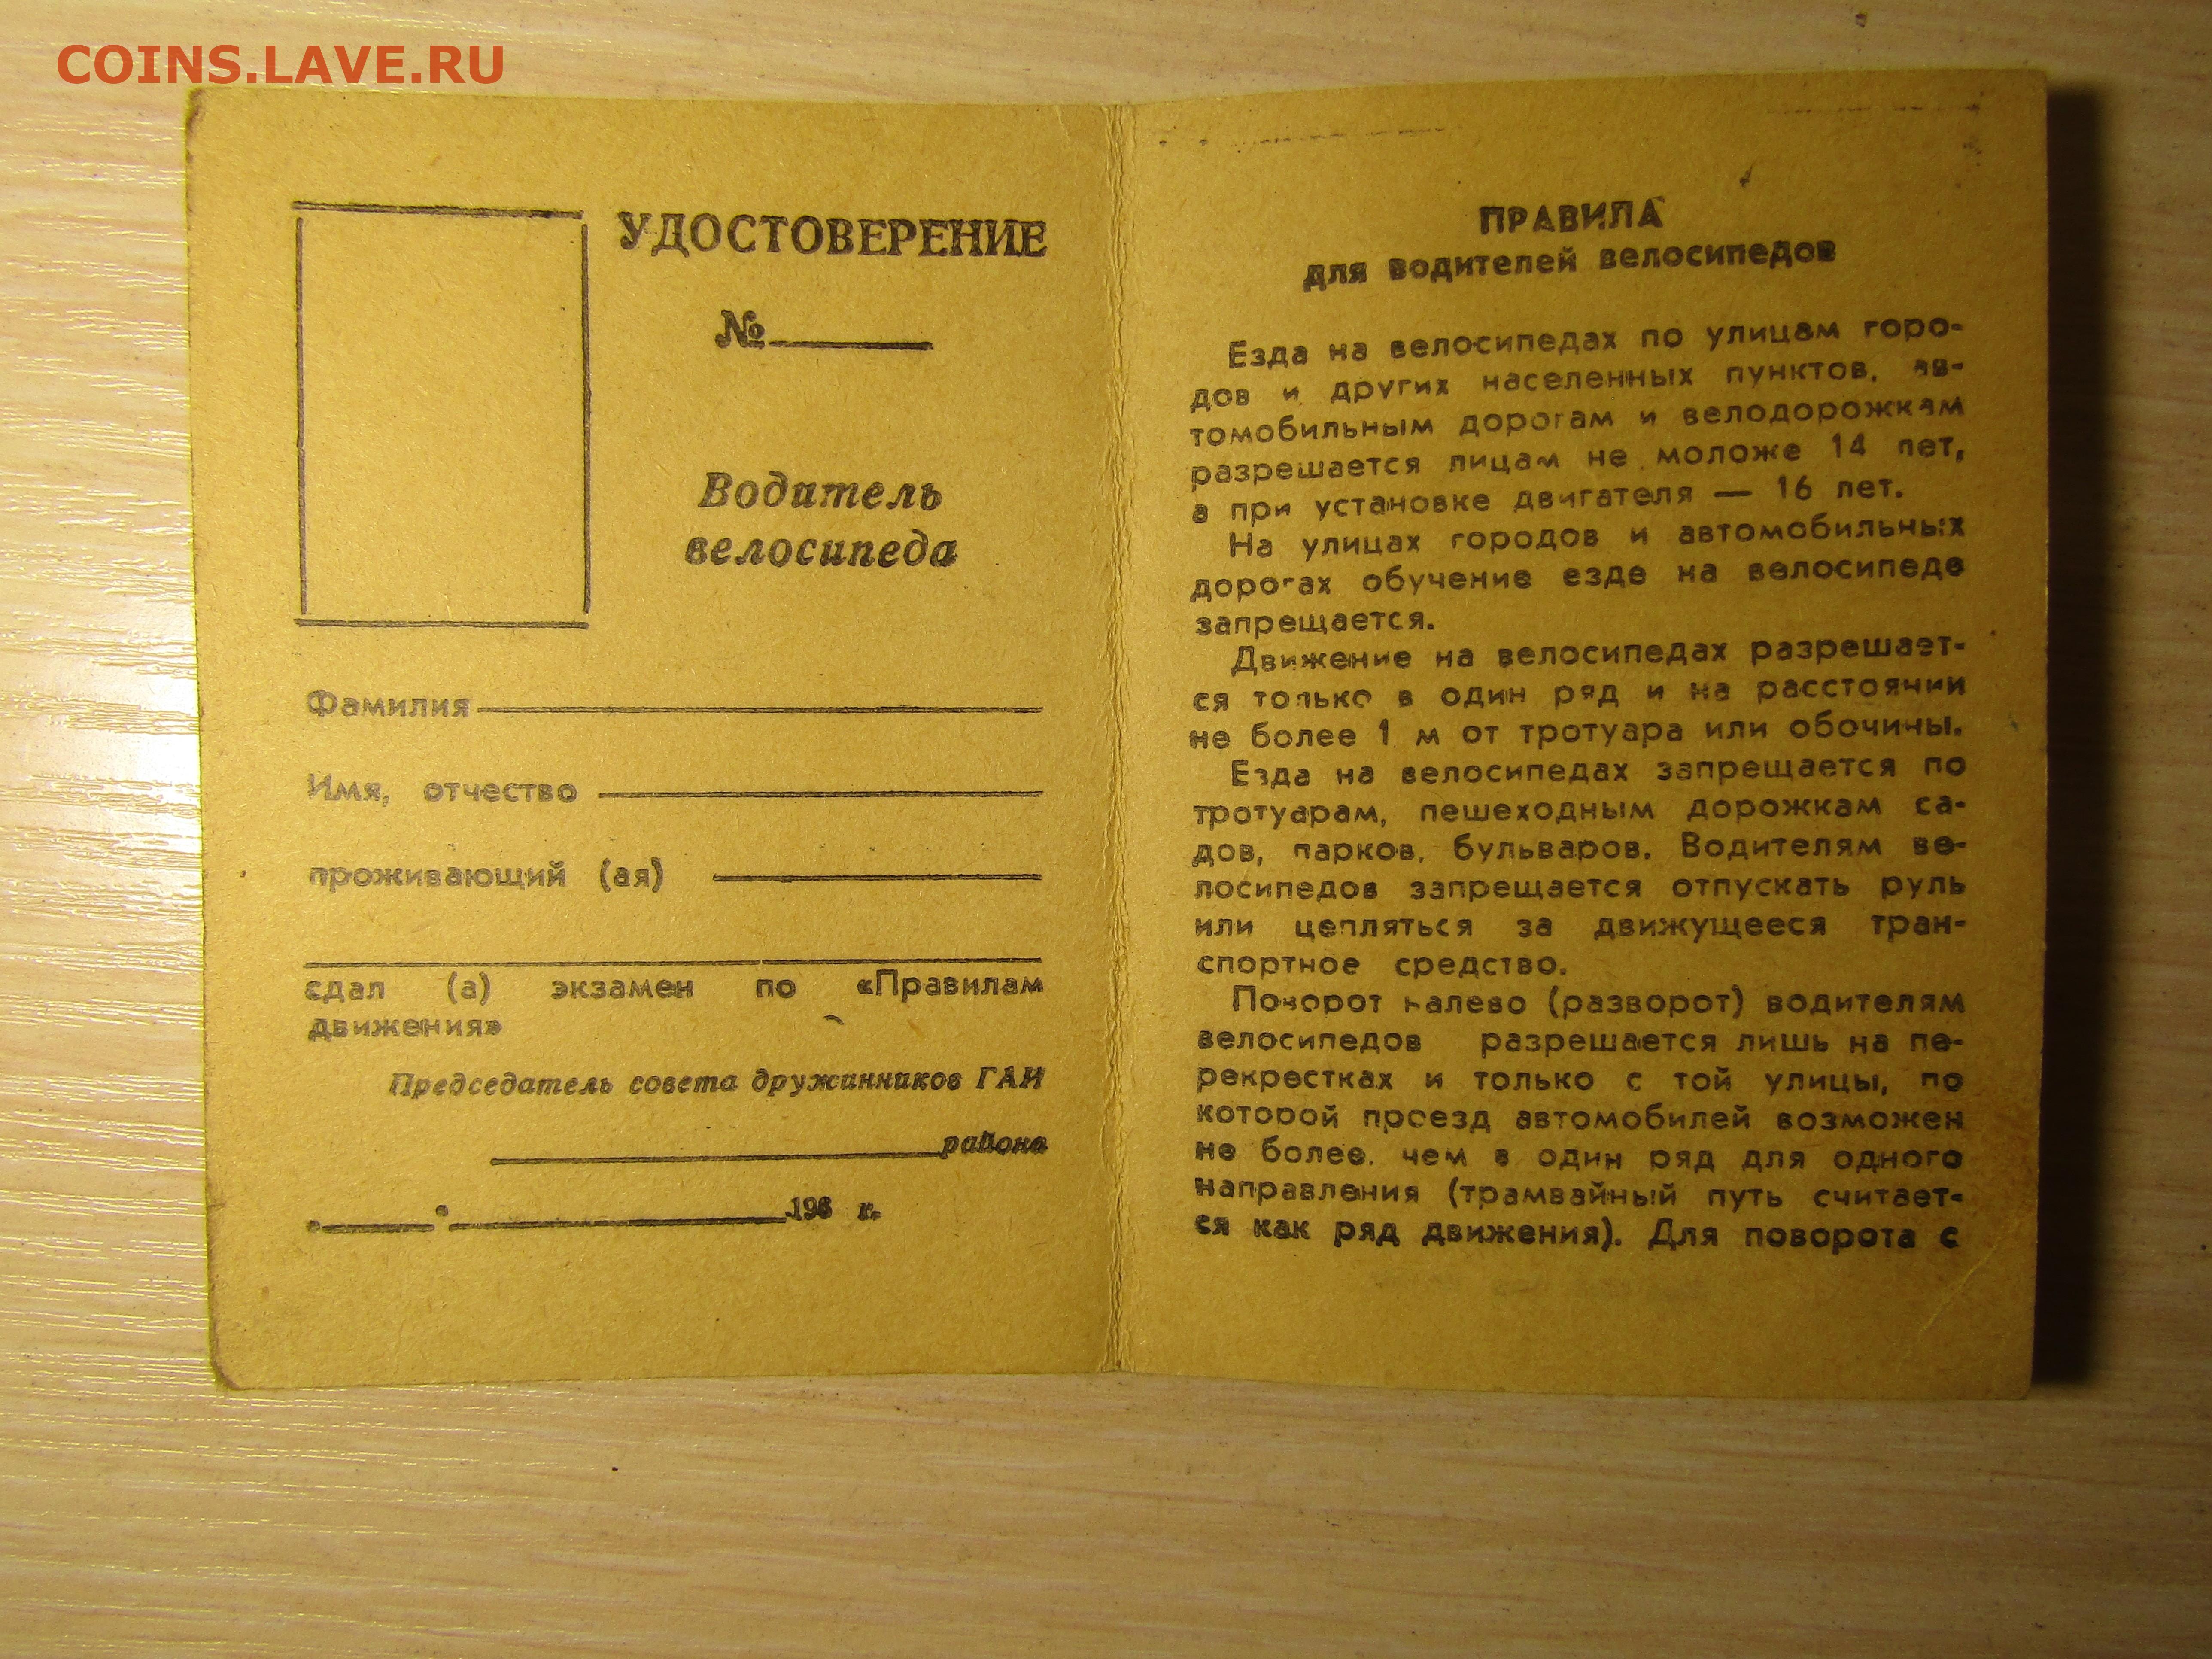 COINS.LAVE.RU
УДОСТОВЕРЕНИЕ
№
Водитель
велосипеда
Фамилия
Имя, отчество
проживающий (ая)
сдал (а) экзамен по «Правилам
движения»
Председатель совета дружинников ГАИ
района
„ “ 196 г.
ПРАВИЛА
для водителей велосипедов
Езда на велосипедах по улицам горо-
дов и других населенных пунктов, ав-
томобильным дорогам и велодорожкам
разрешается лицам не моложе 14 лет,
а при установке двигателя — 16 лет.
На улицах городов и автомобильных
дорогах обучение езде на велосипеде
запрещается.
Движение на велосипедах разрешает-
ся только в один ряд и на расстоянии
не более 1 м от тротуара или обочины.
Езда на велосипедах запрещается по
тротуарам, пешеходным дорожкам са-
дов, парков, бульваров. Водителям ве-
лосипедов запрещается отпускать руль
или цепляться за движущееся тран-
спортное средство.
Поворот налево (разворот) водителям
велосипедов разрешается лишь на пе-
рекрестках и только с той улицы, по
которой проезд автомобилей возможен
не более, чем в один ряд для одного
направления (трамвайный путь считает-
ся как ряд движения). Для поворота с